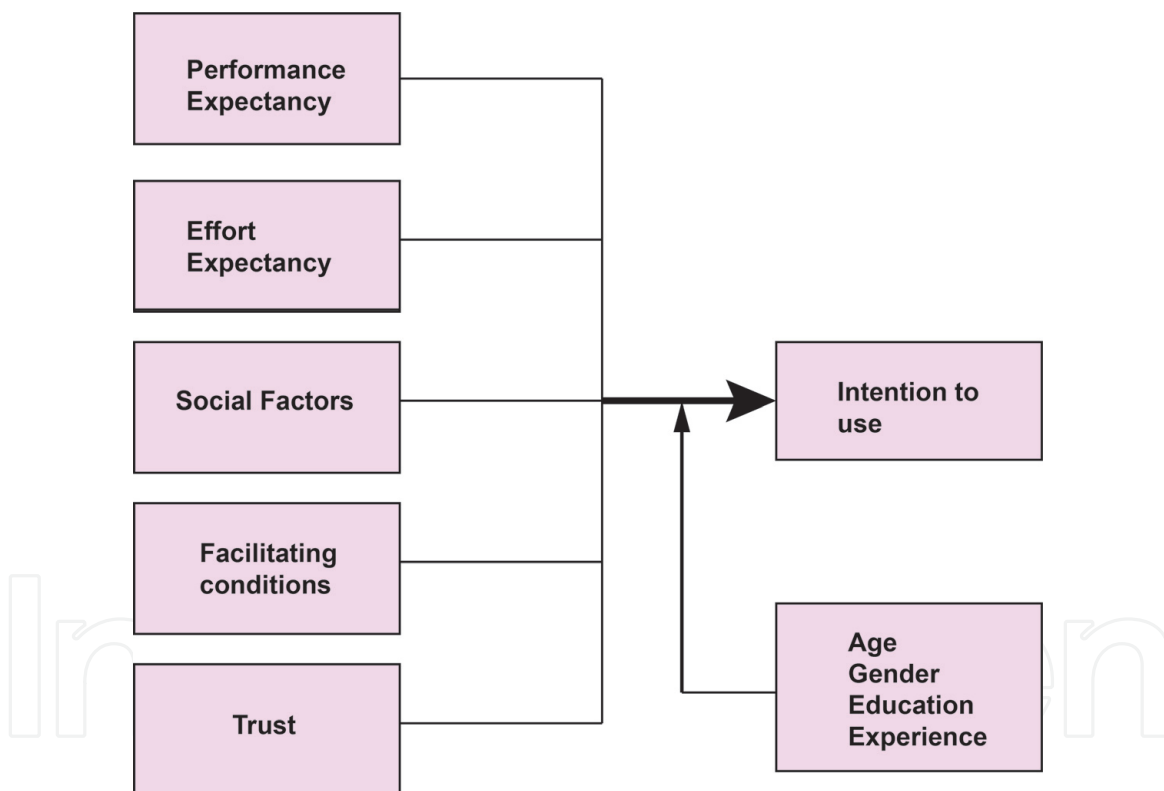 Performance
Expectancy
Effort
Expectancy
Social Factors
Facilitating
conditions
Trust
Intention to
use
Age
Gender
Education
Experience